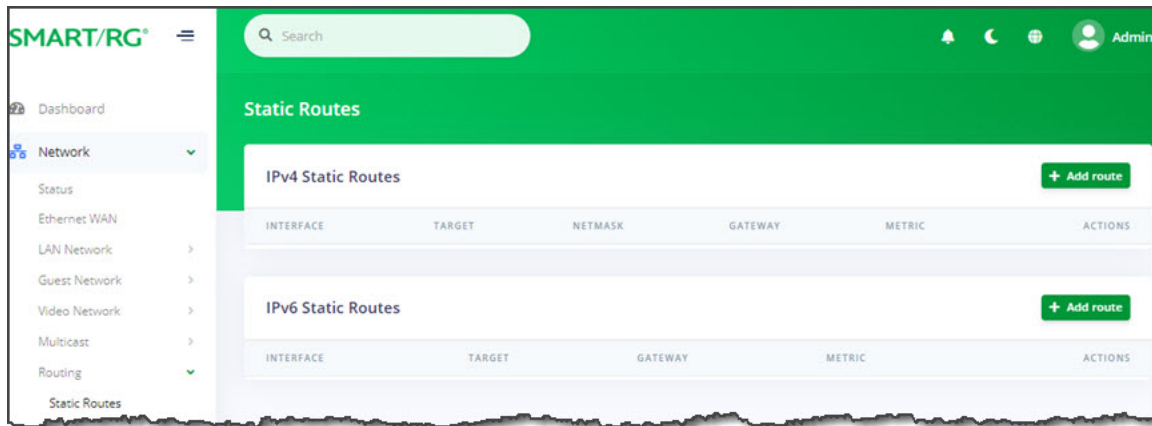 SMART/RG®
Search
Admin
Dashboard
Network
Status
Ethernet WAN
LAN Network
Guest Network
Video Network
Multicast
Routing
Static Routes
Static Routes
IPv4 Static Routes
+ Add route
INTERFACE TARGET NETMASK GATEWAY METRIC ACTIONS
IPv6 Static Routes
+ Add route
INTERFACE TARGET GATEWAY METRIC ACTIONS